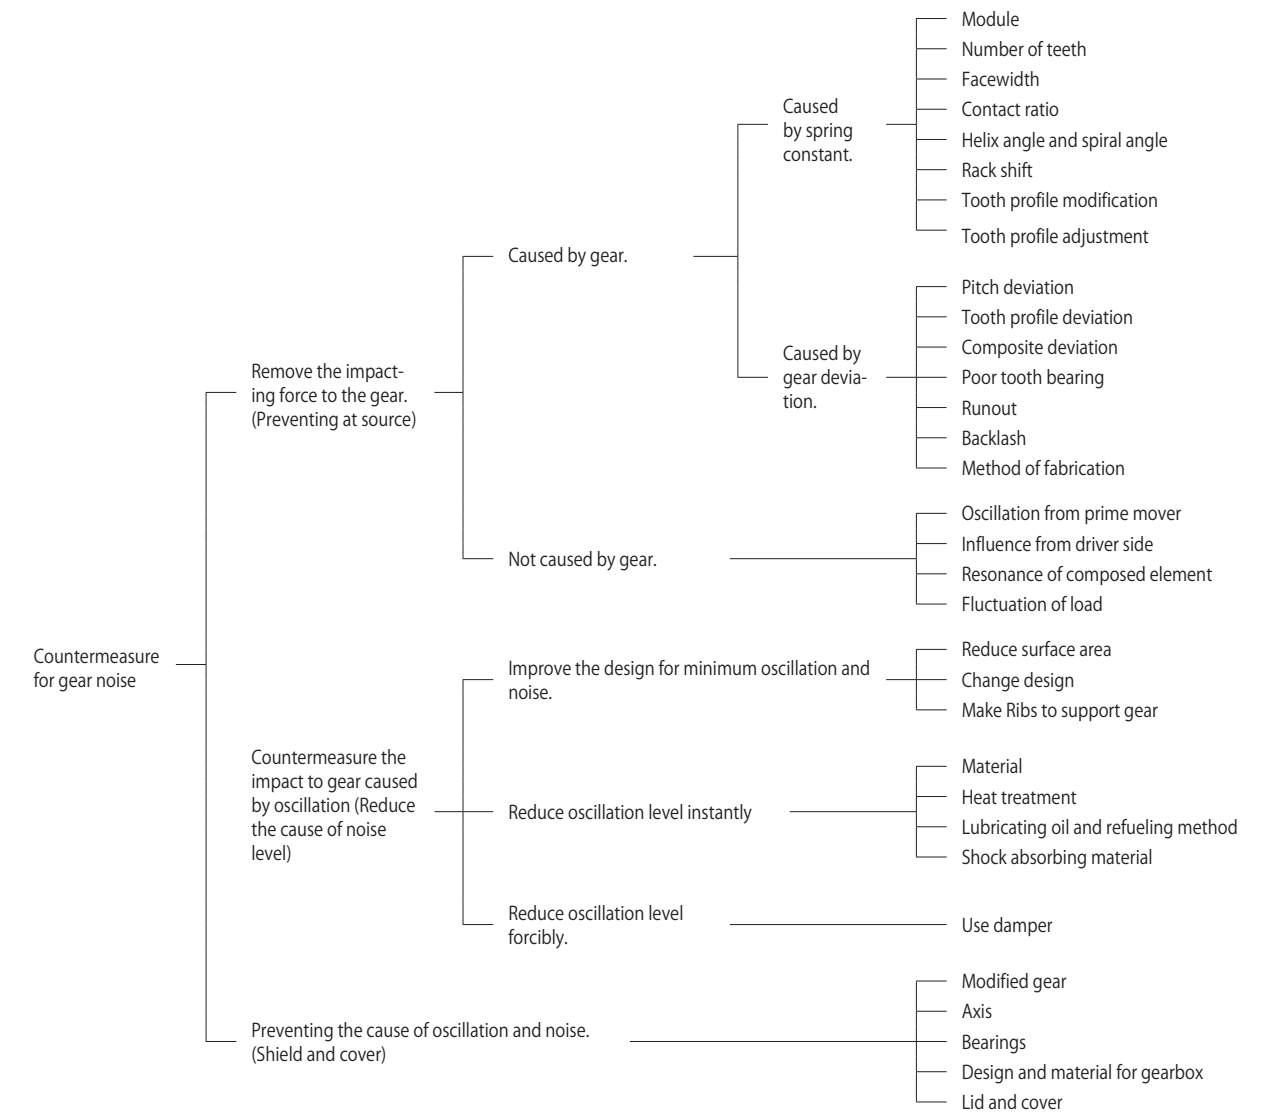 Countermeasure
for gear noise
Remove the impact-
ing force to the gear.
(Preventing at source)
Caused by gear.
Caused
by spring
constant.
Module
Number of teeth
Facewidth
Contact ratio
Helix angle and spiral angle
Rack shift
Tooth profile modification
Tooth profile adjustment
Caused by
gear devia-
tion.
Pitch deviation
Tooth profile deviation
Composite deviation
Poor tooth bearing
Runout
Backlash
Method of fabrication
Not caused by gear.
Oscillation from prime mover
Influence from driver side
Resonance of composed element
Fluctuation of load
Countermeasure the
impact to gear caused
by oscillation (Reduce
the cause of noise
level)
Improve the design for minimum oscillation and
noise.
Reduce surface area
Change design
Make Ribs to support gear
Reduce oscillation level instantly
Material
Heat treatment
Lubricating oil and refueling method
Shock absorbing material
Reduce oscillation level
forcibly.
Use damper
Preventing the cause of oscillation and noise.
(Shield and cover)
Modified gear
Axis
Bearings
Design and material for gearbox
Lid and cover